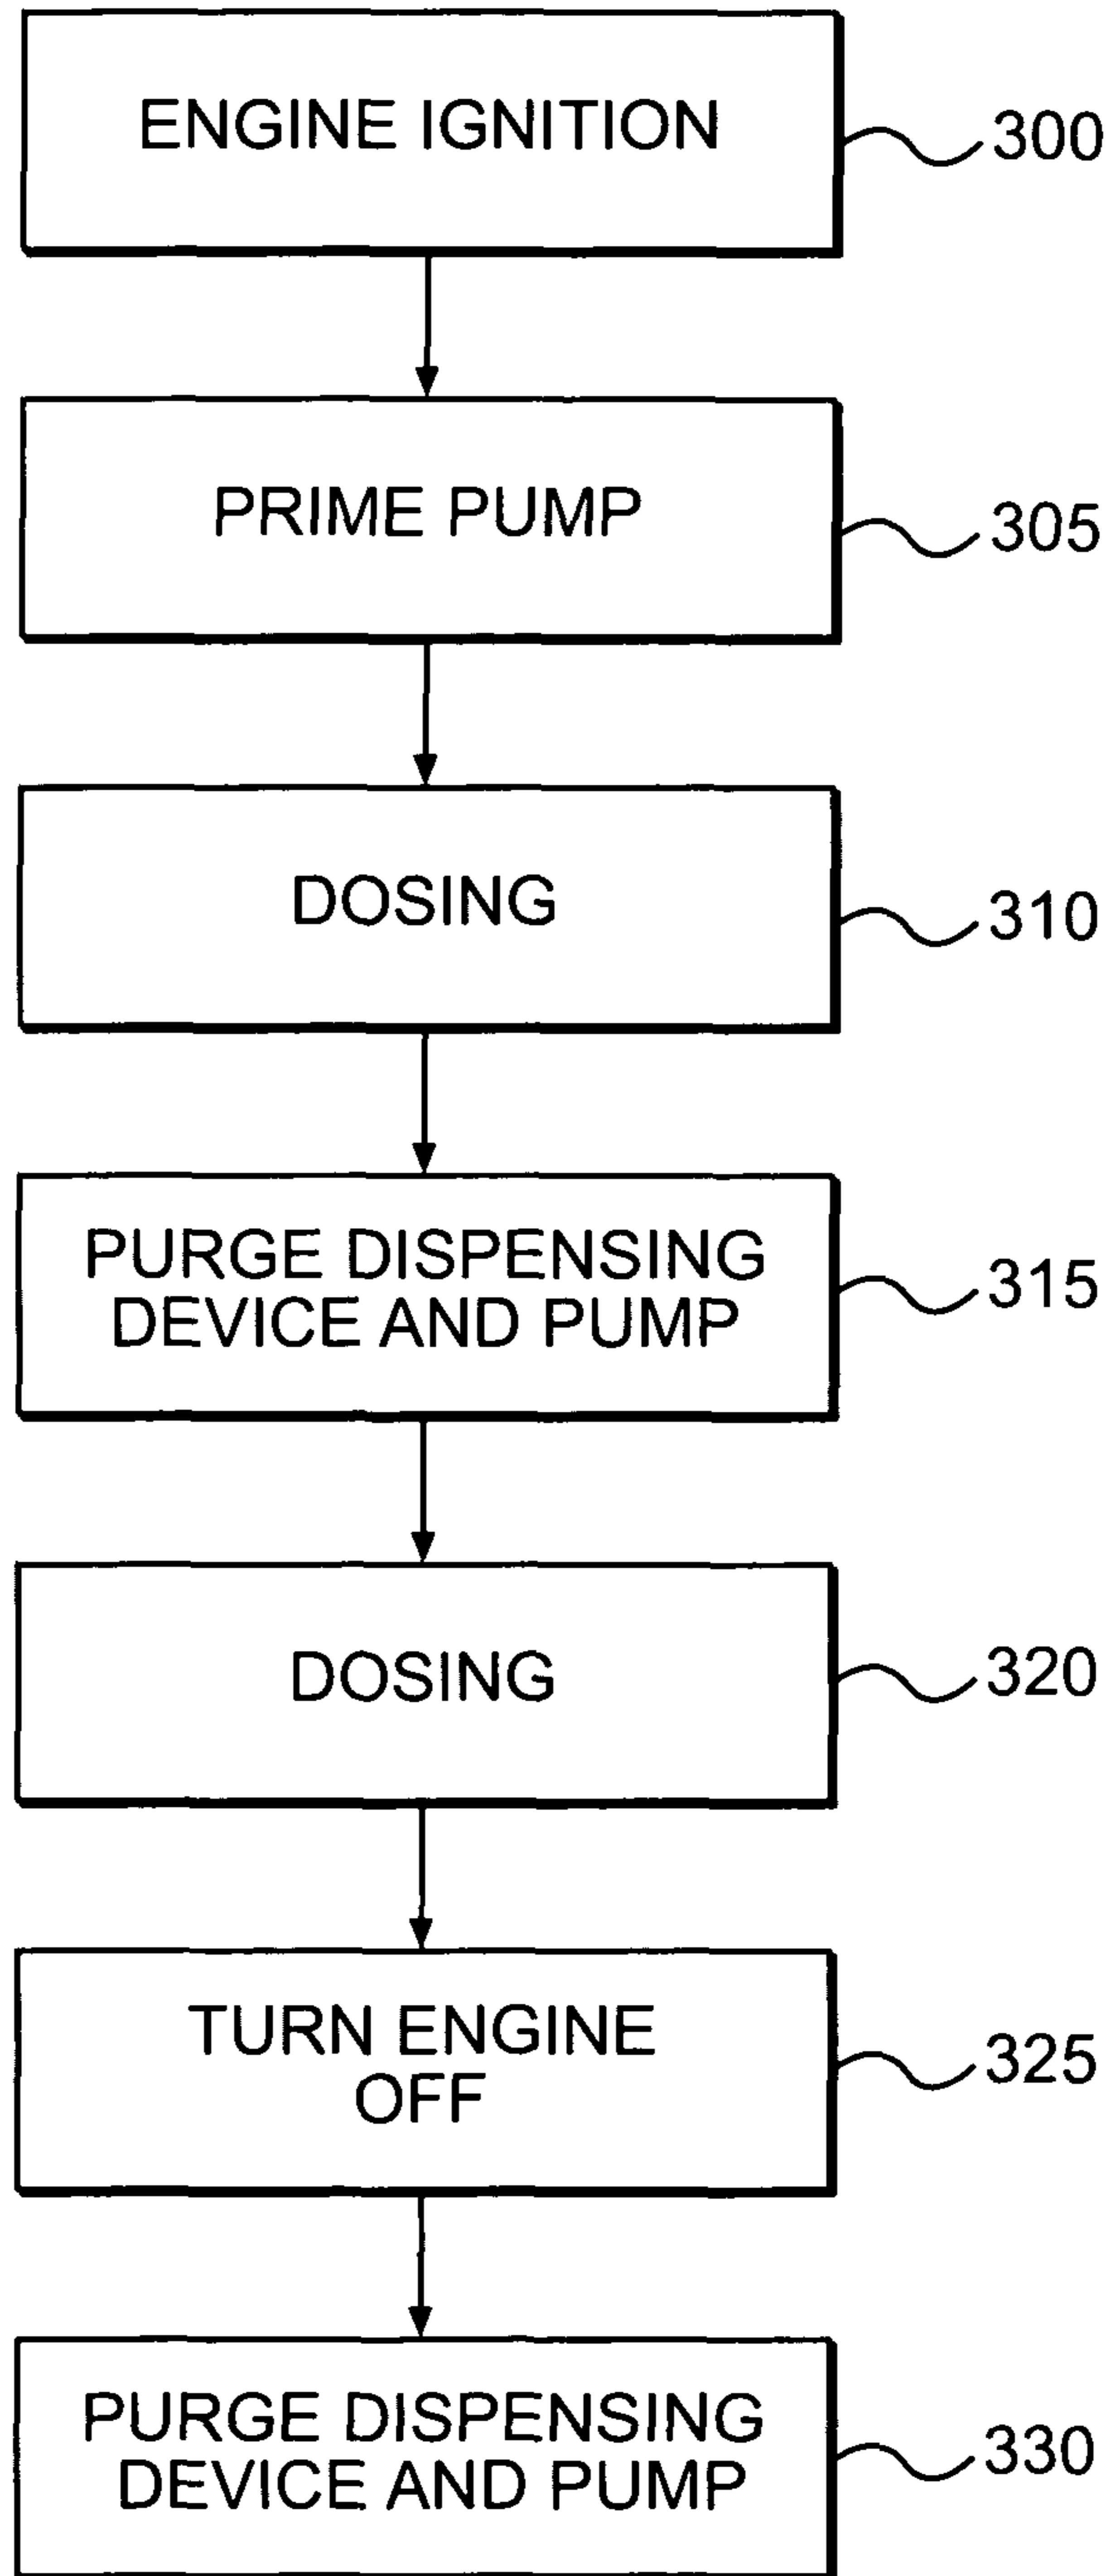 ENGINE IGNITION
300
PRIME PUMP
305
DOSING
310
PURGE DISPENSING
DEVICE AND PUMP
315
DOSING
320
TURN ENGINE
OFF
325
PURGE DISPENSING
DEVICE AND PUMP
330